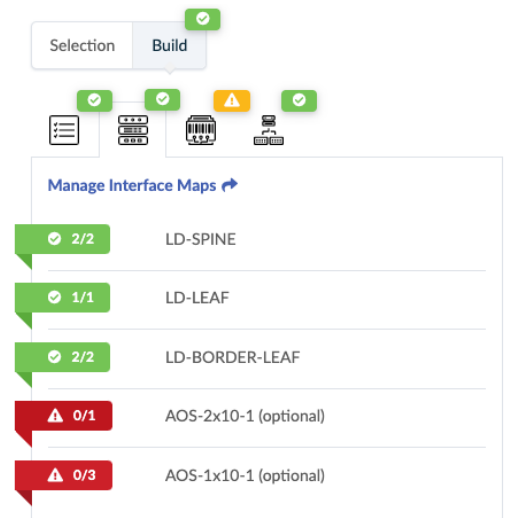 Selection Build
Manage Interface Maps
2/2 LD-SPINE
1/1 LD-LEAF
2/2 LD-BORDER-LEAF
0/1 AOS-2x10-1 (optional)
0/3 AOS-1x10-1 (optional)